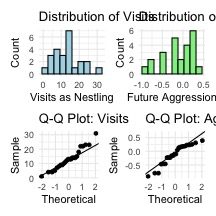 Distribution of Visits
Distribution o
Count
6
4
2
0
0 10 20 30
Visits as Nestling
Count
6
4
2
0
-1.0 -0.5 0.0 0.5
Future Aggression
Q-Q Plot: Visits
Q-Q Plot: Ag
Sample
30
20
10
0
-2 -1 0 1 2
Theoretical
Sample
0.5
0.0
-0.5
-2 -1 0 1 2
Theoretical